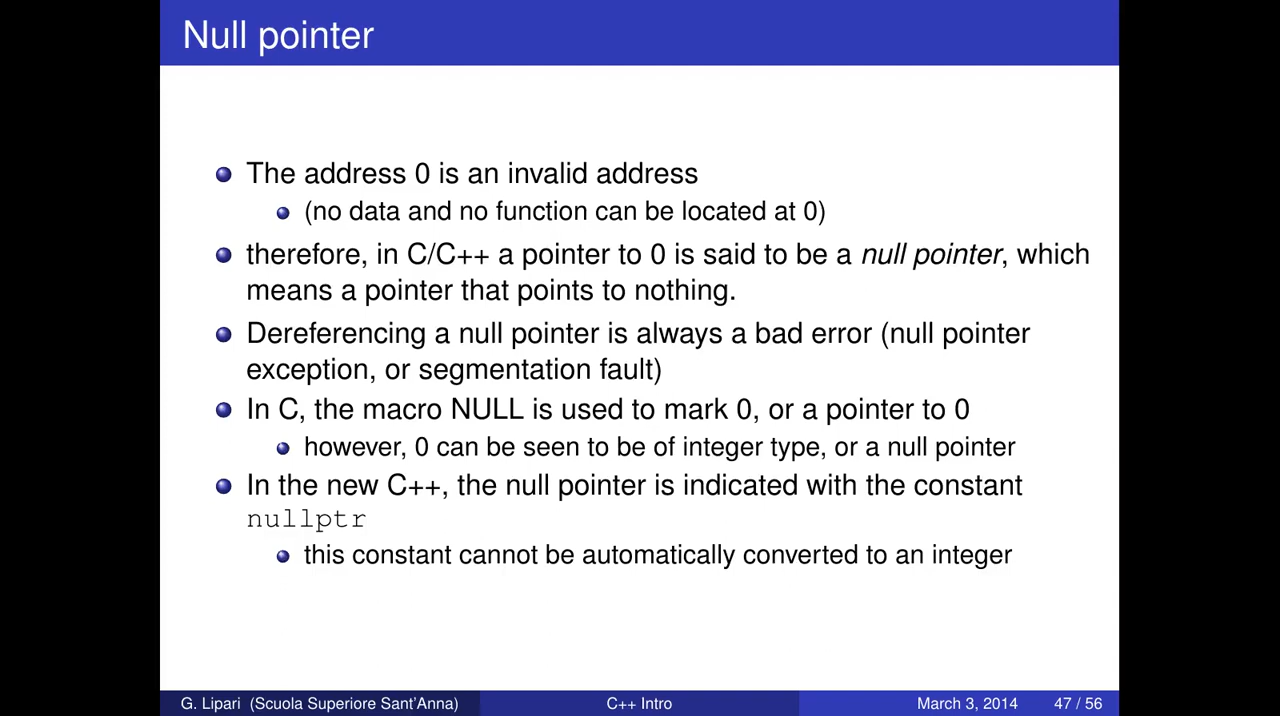 Null pointer
The address 0 is an invalid address
(no data and no function can be located at 0)
therefore, in C/C++ a pointer to 0 is said to be a null pointer, which
means a pointer that points to nothing.
Dereferencing a null pointer is always a bad error (null pointer
exception, or segmentation fault)
In C, the macro NULL is used to mark 0, or a pointer to 0
however, 0 can be seen to be of integer type, or a null pointer
In the new C++, the null pointer is indicated with the constant
nullptr
this constant cannot be automatically converted to an integer
G. Lipari (Scuola Superiore Sant'Anna) C++ Intro March 3, 2014 47 / 56